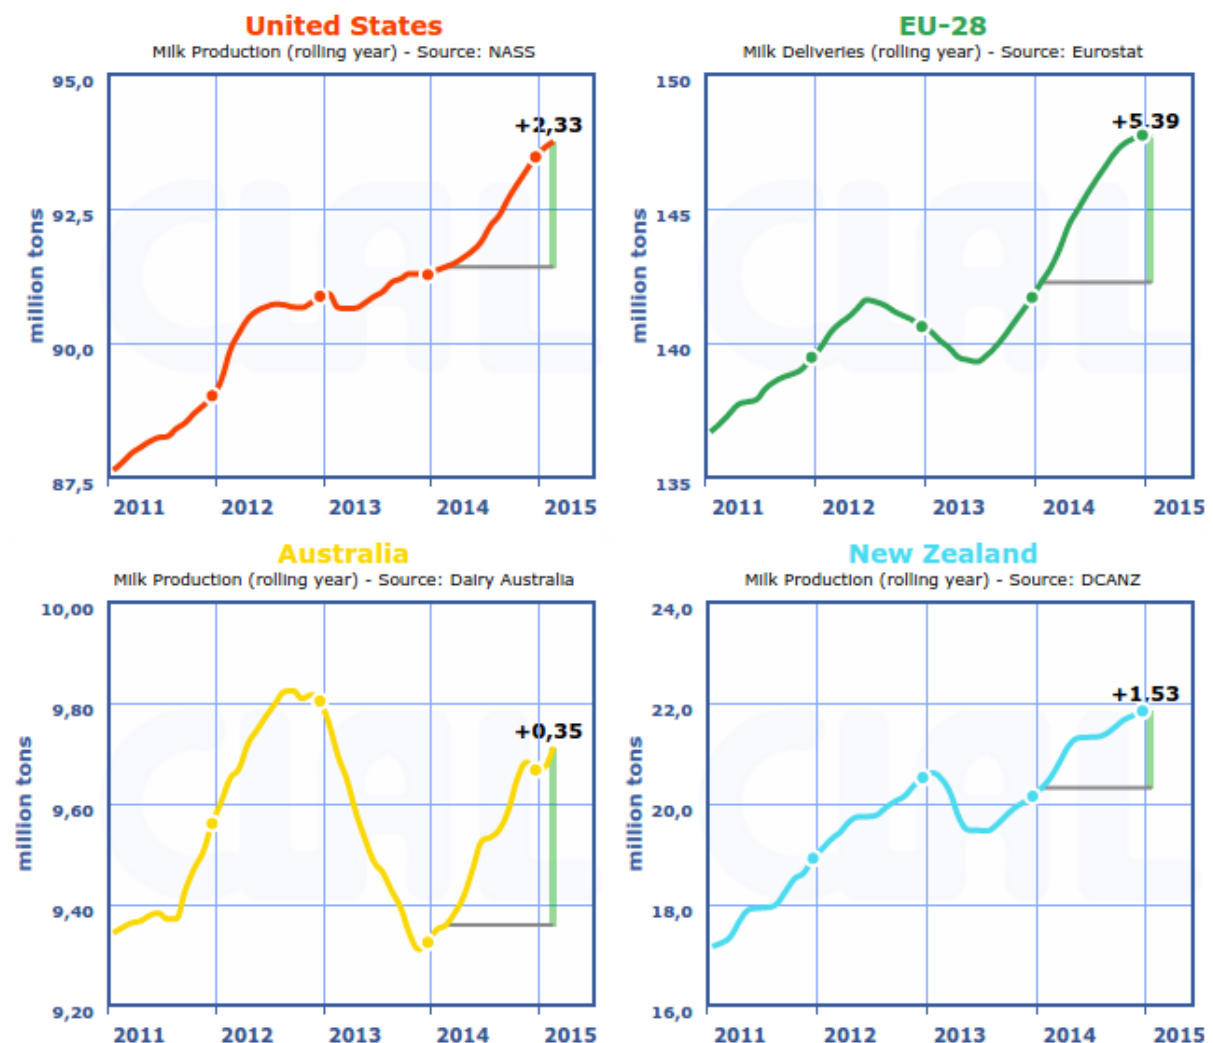 United States
Milk Production (rolling year) - Source: NASS
95,0
92,5
90,0
87,5
million tons
+2,33
2011 2012 2013 2014 2015
EU-28
Milk Deliveries (rolling year) - Source: Eurostat
150
145
140
135
million tons
+5,39
2011 2012 2013 2014 2015
Australia
Milk Production (rolling year) - Source: Dairy Australia
10,00
9,80
9,60
9,40
9,20
million tons
+0,35
2011 2012 2013 2014 2015
New Zealand
Milk Production (rolling year) - Source: DCANZ
24,0
22,0
20,0
18,0
16,0
million tons
+1,53
2011 2012 2013 2014 2015
CLAL
CLAL
CLAL
CLAL